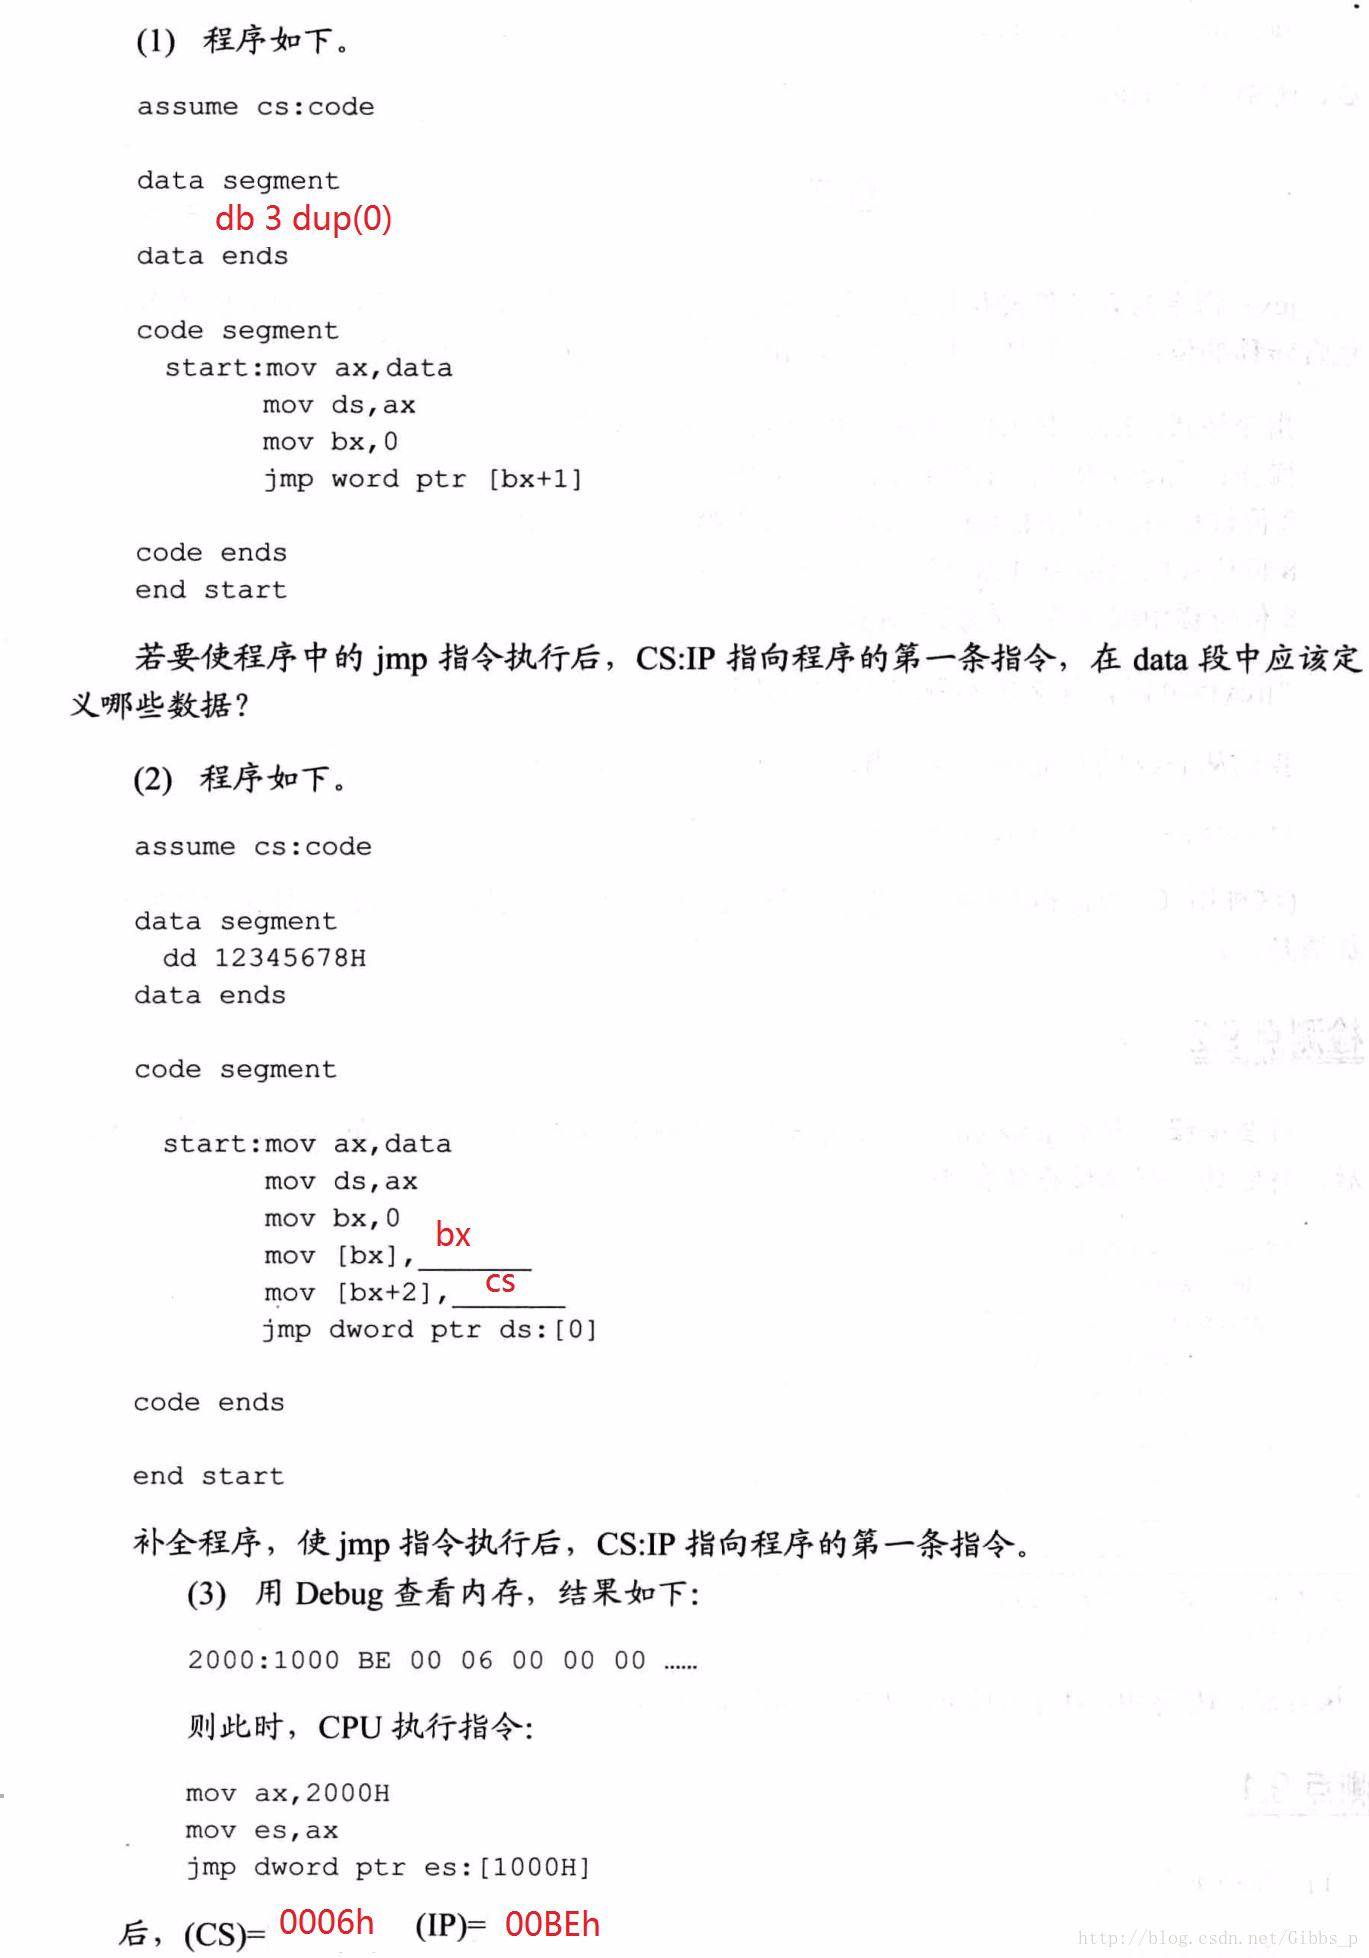 (1) 程序如下。
assume cs:code
data segment
db 3 dup(0)
data ends
code segment
start:mov ax,data
mov ds,ax
mov bx,0
jmp word ptr [bx+1]
code ends
end start
若要使程序中的 jmp 指令执行后，CS:IP 指向程序的第一条指令，在 data 段中应该定
义哪些数据？
(2) 程序如下。
assume cs:code
data segment
dd 12345678H
data ends
code segment
start:mov ax,data
mov ds,ax
mov bx,0
mov [bx],bx
mov [bx+2],cs
jmp dword ptr ds:[0]
code ends
end start
补全程序，使 jmp 指令执行后，CS:IP 指向程序的第一条指令。
(3) 用 Debug 查看内存，结果如下:
2000:1000 BE 00 06 00 00 00 ……
则此时，CPU 执行指令:
mov ax,2000H
mov es,ax
jmp dword ptr es:[1000H]
后，(CS)= 0006h (IP)= 00BEh
http://blog.csdn.net/Gibbs_p